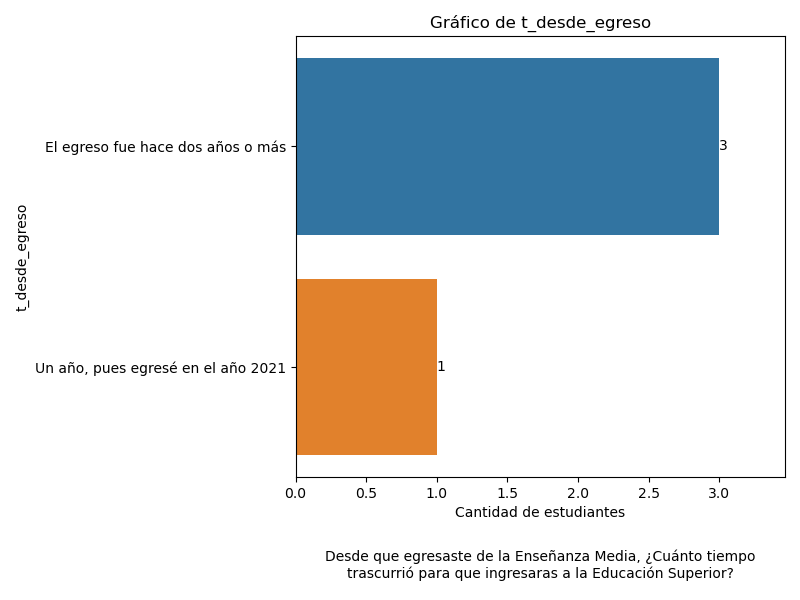 Gráfico de t_desde_egreso
t_desde_egreso
El egreso fue hace dos años o más
3
Un año, pues egresé en el año 2021
1
0.0 0.5 1.0 1.5 2.0 2.5 3.0
Cantidad de estudiantes
Desde que egresaste de la Enseñanza Media, ¿Cuánto tiempo
trascurrió para que ingresaras a la Educación Superior?